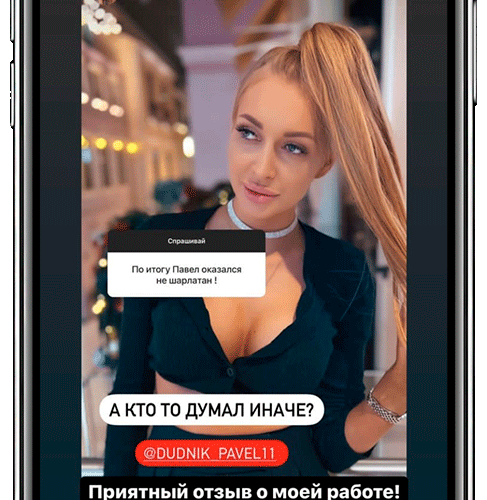 Спрашивай
По итогу Павел оказался
не шарлатан !
А КТО ТО ДУМАЛ ИНАЧЕ?
@DUDNIK_PAVEL11
Приятный отзыв о моей работе!